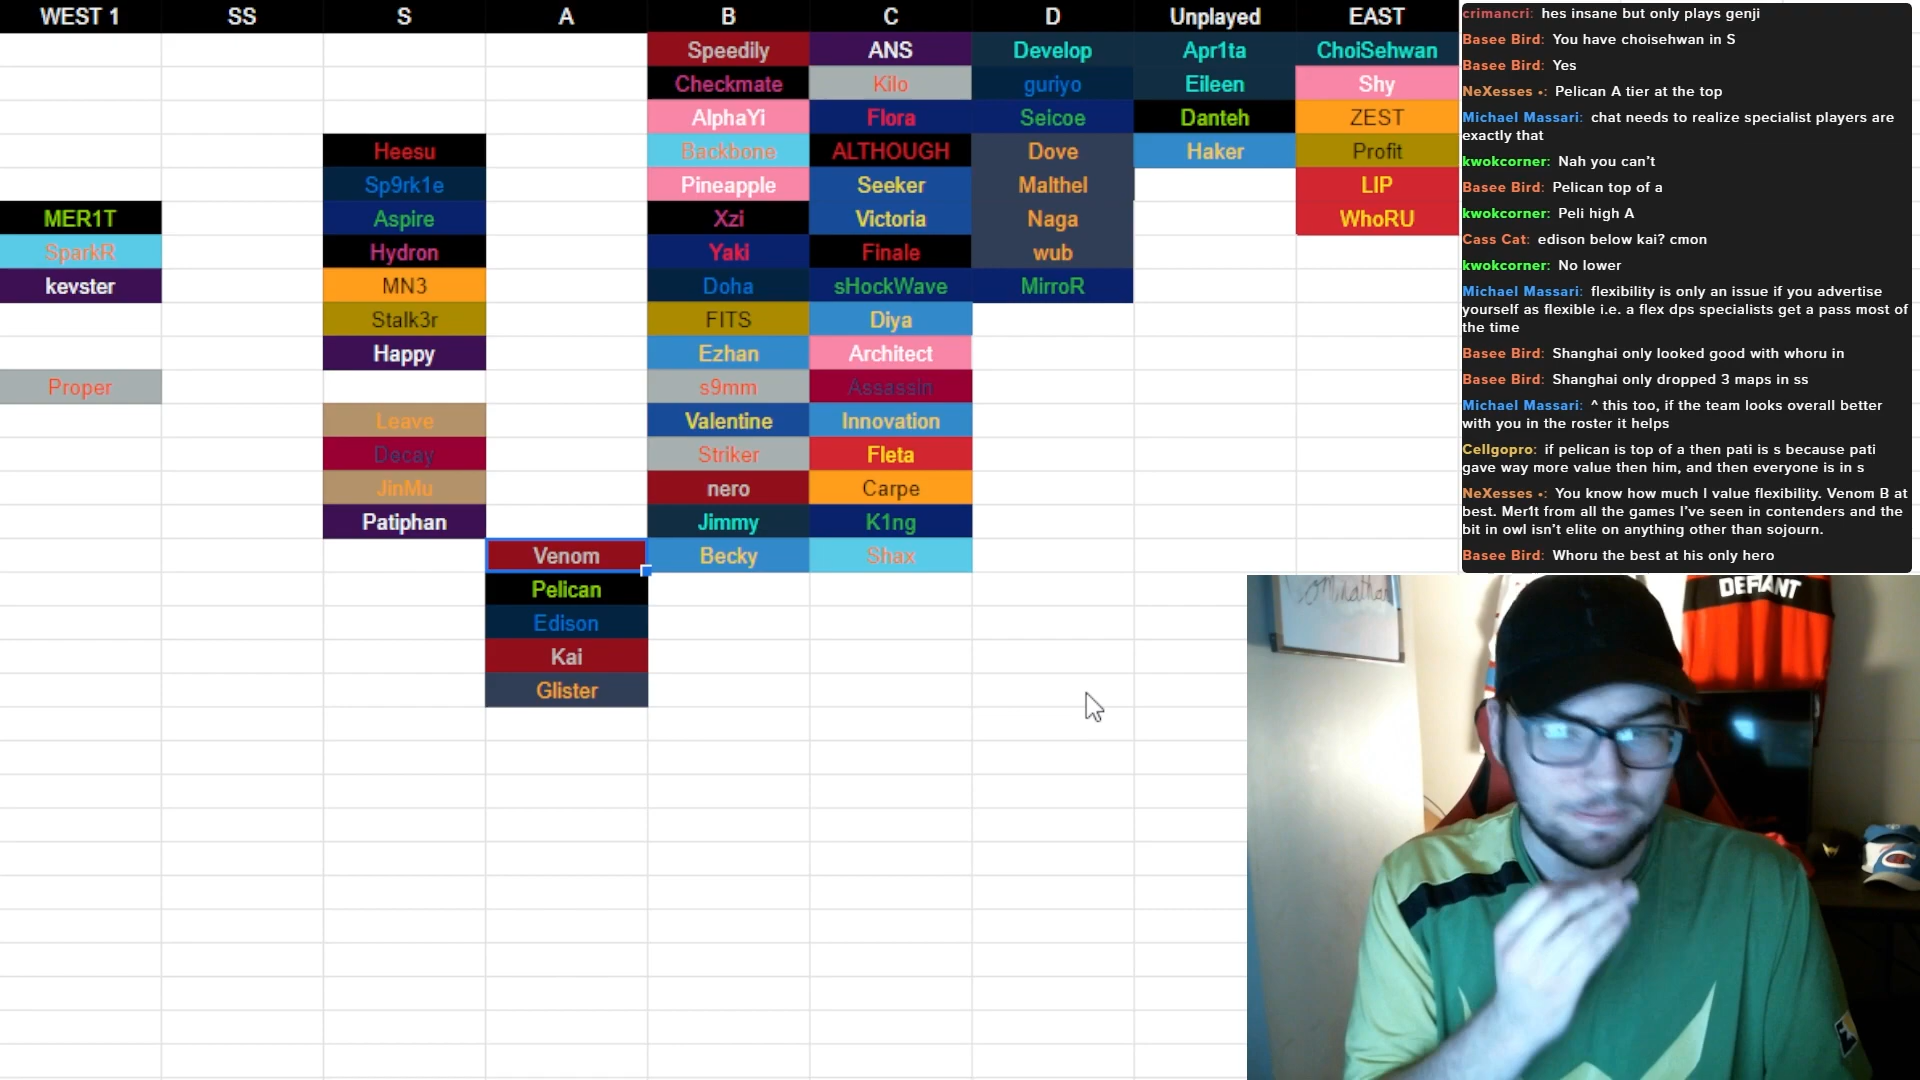 WEST 1 SS S A B C D Unplayed EAST
Speedily ANS Develop Apr1ta ChoiSehwan
Checkmate Kilo guriyo Eileen Shy
AlphaYi Flora Seicoe Danteh ZEST
Heesu Backbone ALTHOUGH Dove Haker Profit
Sp9rk1e Pineapple Seeker Malthel LIP
MER1T Aspire Xzi Victoria Naga WhoRU
SparkR Hydron Yaki Finale wub
kevster MN3 Doha sHockWave MirroR
Stalk3r FITS Diya
Happy Ezhan Architect
Proper s9mm Assassin
Leave Valentine Innovation
Decay Striker Fleta
JinMu nero Carpe
Patiphan Jimmy K1ng
Venom Becky Shax
Pelican
Edison
Kai
Glister
crimancri: hes insane but only plays genji
Basee Bird: You have choisehwan in S
Basee Bird: Yes
NeXesses •: Pelican A tier at the top
Michael Massari: chat needs to realize specialist players are
exactly that
kwokcorner: Nah you can’t
Basee Bird: Pelican top of a
kwokcorner: Peli high A
Cass Cat: edison below kai? cmon
kwokcorner: No lower
Michael Massari: flexibility is only an issue if you advertise
yourself as flexible i.e. a flex dps specialists get a pass most of
the time
Basee Bird: Shanghai only looked good with whoru in
Basee Bird: Shanghai only dropped 3 maps in ss
Michael Massari: ^ this too, if the team looks overall better
with you in the roster it helps
Cellgopro: if pelican is top of a then pati is s because pati
gave way more value then him, and then everyone is in s
NeXesses •: You know how much I value flexibility. Venom B at
best. Mer1t from all the games I’ve seen in contenders and the
bit in owl isn’t elite on anything other than sojourn.
Basee Bird: Whoru the best at his only hero
DEFIANT